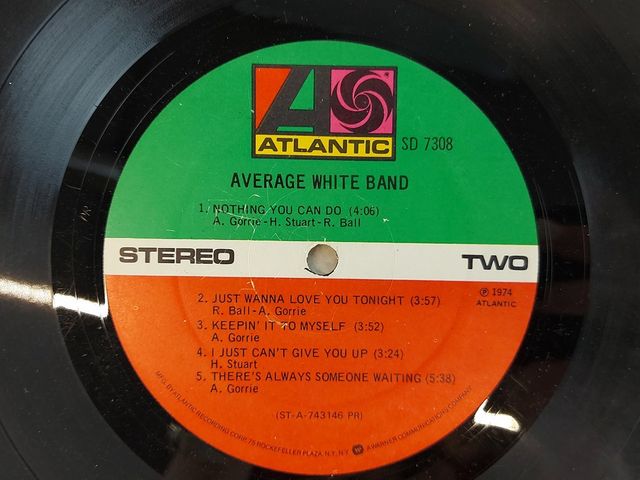 ATLANTIC
SD 7308
AVERAGE WHITE BAND
1. NOTHING YOU CAN DO (4:06)
A. Gorrie-H. Stuart-R. Ball
STEREO
TWO
℗ 1974
ATLANTIC
2. JUST WANNA LOVE YOU TONIGHT (3:57)
R. Ball-A. Gorrie
3. KEEPIN' IT TO MYSELF (3:52)
A. Gorrie
4. I JUST CAN'T GIVE YOU UP (3:24)
H. Stuart
5. THERE'S ALWAYS SOMEONE WAITING (5:38)
A. Gorrie
(ST-A-743146 PR)
MFG. BY ATLANTIC RECORDING CORP. 75 ROCKEFELLER PLAZA, N.Y. N.Y. A WARNER COMMUNICATIONS COMPANY